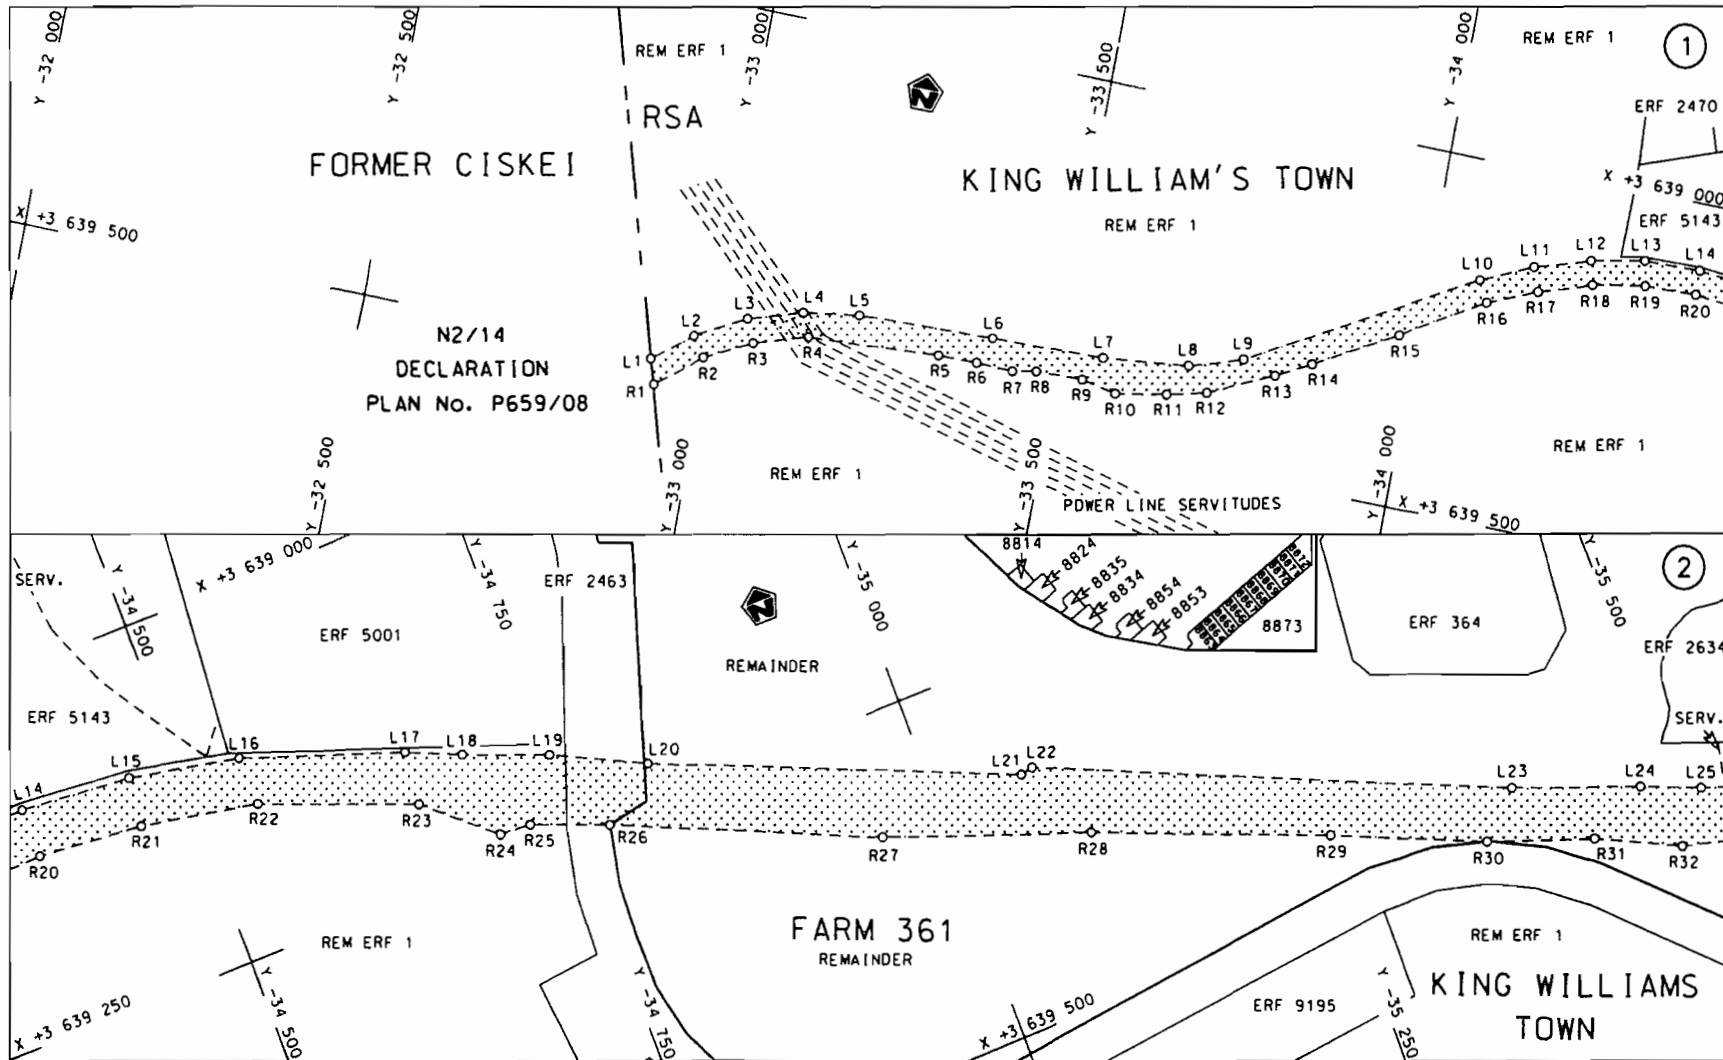 Y -32 000
Y -32 500
Y -33 000
Y -33 500
Y -34 000
REM ERF 1
REM ERF 1
1
RSA
ERF 2470
FORMER CISKEI
KING WILLIAM'S TOWN
REM ERF 1
X +3 639 000
X +3 639 500
ERF 5143
N2/14
DECLARATION
PLAN No. P659/08
L1
L2
L3
L4
L5
L6
L7
L8
L9
L10
L11
L12
L13
L14
R1
R2
R3
R4
R5
R6
R7
R8
R9
R10
R11
R12
R13
R14
R15
R16
R17
R18
R19
R20
Y -32 500
Y -33 000
Y -33 500
Y -34 000
REM ERF 1
REM ERF 1
POWER LINE SERVITUDES
X +3 639 500
SERV.
Y -34 500
X +3 639 000
Y -34 750
ERF 2463
Y -35 000
8814
8824
8835
8834
8854
8853
8873
Y -35 500
2
ERF 5001
ERF 364
ERF 2634
REMAINDER
ERF 5143
SERV.
L14
L15
L16
L17
L18
L19
L20
L21
L22
L23
L24
L25
R20
R21
R22
R23
R24
R25
R26
R27
R28
R29
R30
R31
R32
FARM 361
REMAINDER
REM ERF 1
REM ERF 1
KING WILLIAMS
TOWN
X +3 639 250
Y -34 500
Y -34 750
X +3 639 500
ERF 9195
Y -35 250